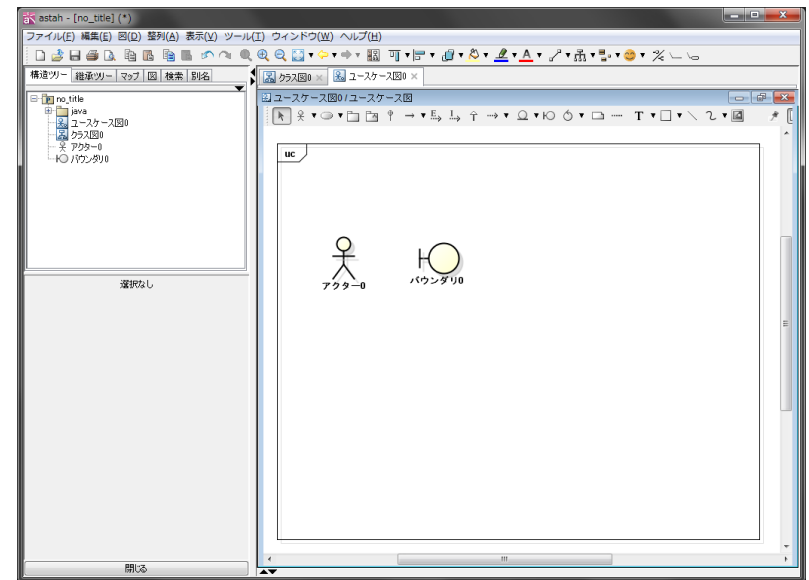 astah - [no_title] (*)
ファイル(F) 編集(E) 図(D) 整列(A) 表示(V) ツール(T) ウィンドウ(W) ヘルプ(H)
構造ツリー 継承ツリー マップ 図 検索 別名
クラス図0 ユースケース図0
no_title
java
ユースケース図0
クラス図0
アクター0
バウンダリ0
ユースケース図0 / ユースケース図
T
uc
アクター0 バウンダリ0
選択なし
閉じる